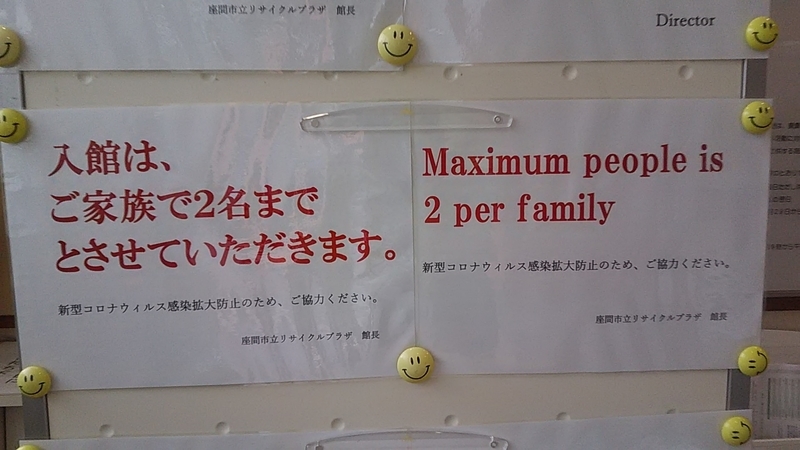 座間市立リサイクルプラザ 館長
Director
入館は、
ご家族で2名まで
とさせていただきます。
新型コロナウィルス感染拡大防止のため、ご協力ください。
座間市立リサイクルプラザ 館長
Maximum people is
2 per family
新型コロナウィルス感染拡大防止のため、ご協力ください。
座間市立リサイクルプラザ 館長